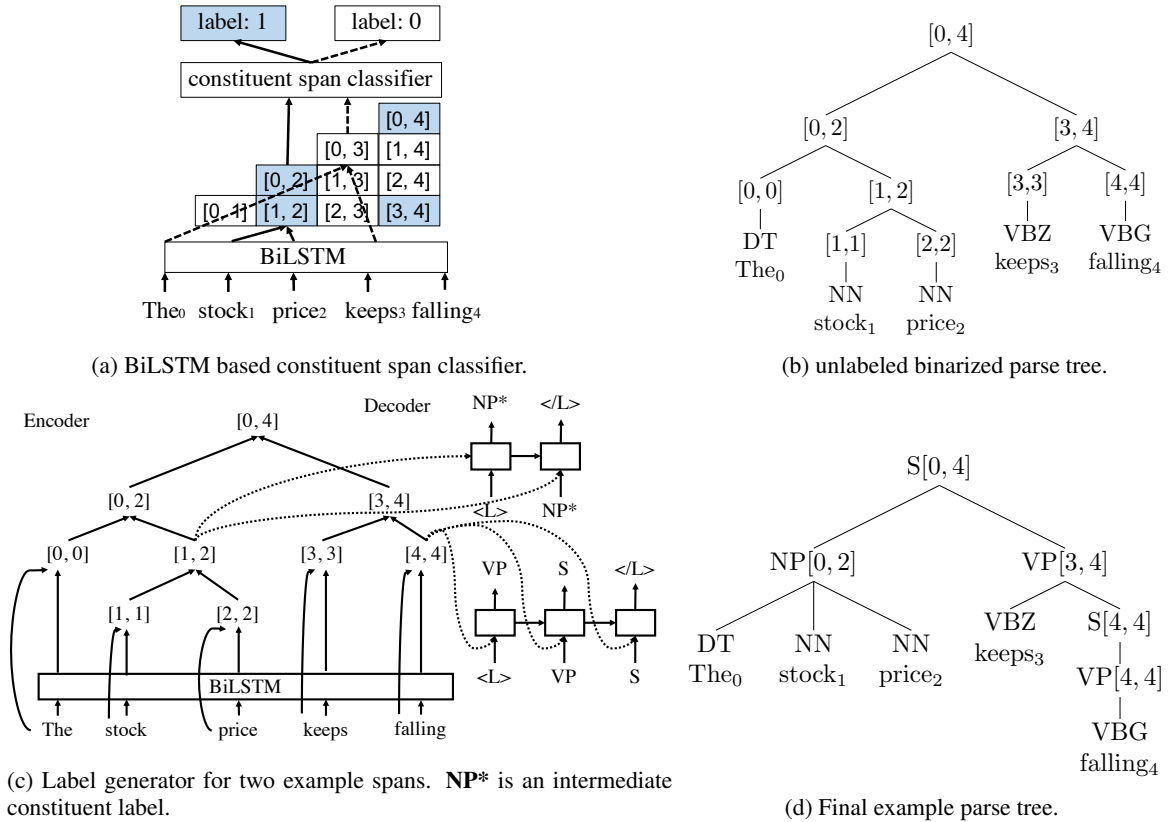 label: 1 label: 0
constituent span classifier
[0, 4]
[0, 3] [1, 4]
[0, 2] [1, 3] [2, 4]
[0, 1] [1, 2] [2, 3] [3, 4]
BiLSTM
The₀ stock₁ price₂ keeps₃ falling₄
(a) BiLSTM based constituent span classifier.
[0, 4]
[0, 2] [3, 4]
[0, 0] [1, 2] [3,3] [4,4]
DT [1,1] [2,2] VBZ VBG
The₀ NN NN keeps₃ falling₄
stock₁ price₂
(b) unlabeled binarized parse tree.
Encoder Decoder
NP* </L>
[0, 4]
[0, 2] [3, 4]
<L> NP*
[0, 0] [1, 2] [3, 3] [4, 4]
VP S </L>
[1, 1] [2, 2]
<L> VP S
BiLSTM
The stock price keeps falling
(c) Label generator for two example spans. NP* is an intermediate
constituent label.
S[0, 4]
NP[0, 2] VP[3, 4]
DT NN NN VBZ S[4, 4]
The₀ stock₁ price₂ keeps₃ VP[4, 4]
VBG
falling₄
(d) Final example parse tree.